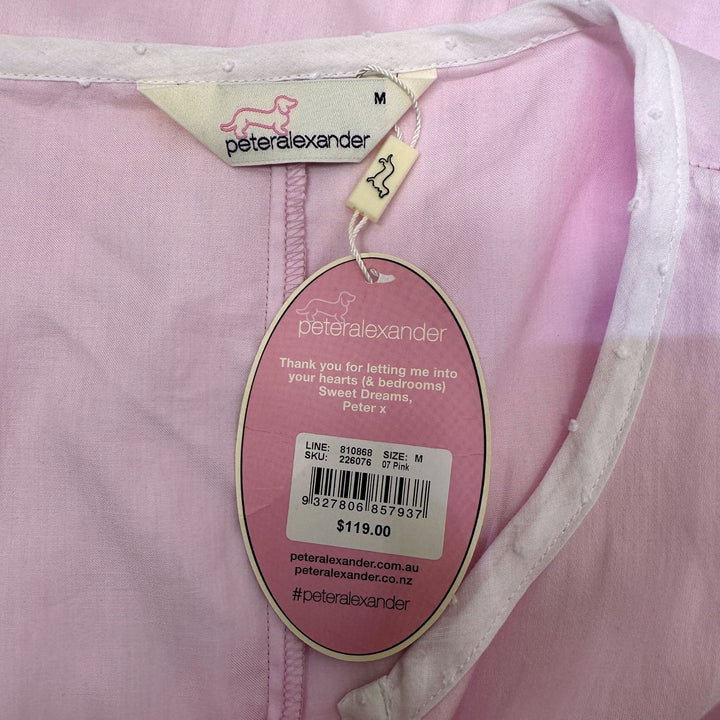 M
peteralexander
peteralexander
Thank you for letting me into
your hearts (& bedrooms)
Sweet Dreams,
Peter x
LINE: 810868 SIZE: M
SKU: 226076 07 Pink
9 327806 857937
$119.00
peteralexander.com.au
peteralexander.co.nz
#peteralexander